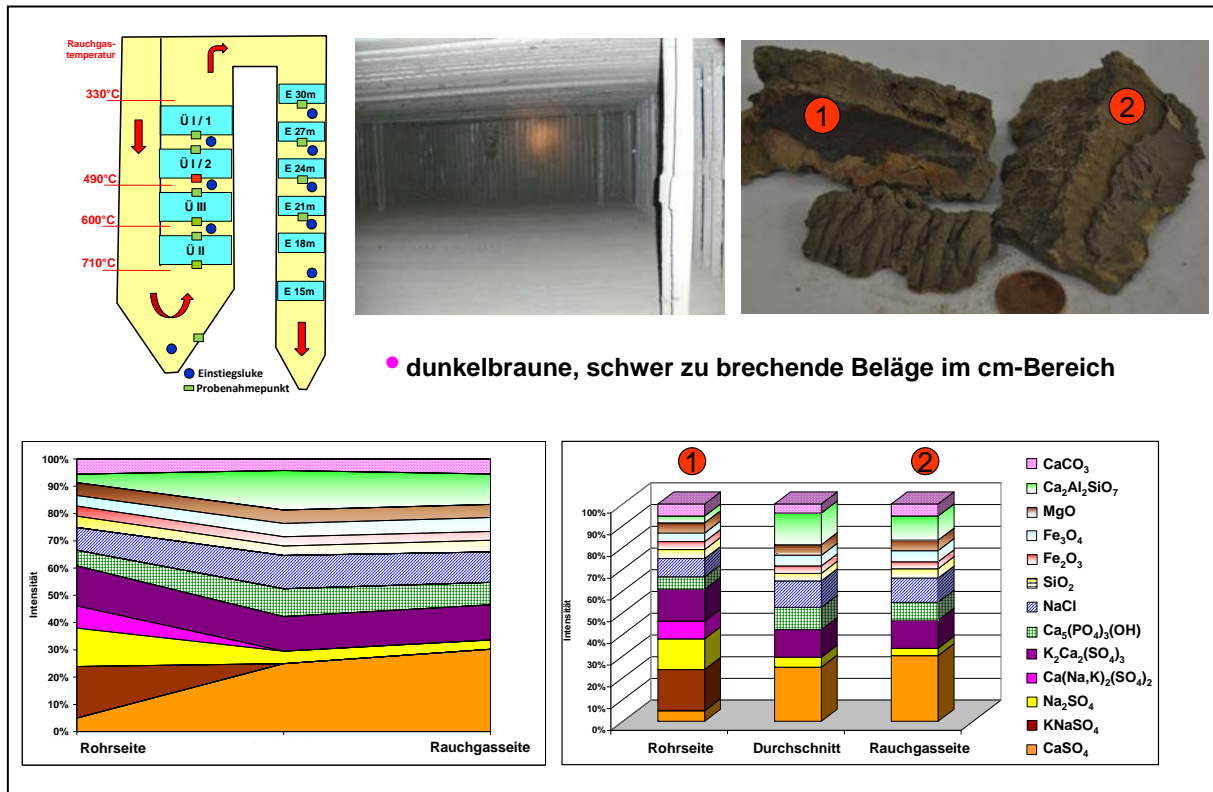 Rauchgas-
temperatur
330°C
490°C
600°C
710°C
Ü I / 1
Ü I / 2
Ü III
Ü II
E 30m
E 27m
E 24m
E 21m
E 18m
E 15m
Einstiegsluke
Probenahmepunkt
1
2
• dunkelbraune, schwer zu brechende Beläge im cm-Bereich
100%
90%
80%
70%
60%
50%
40%
30%
20%
10%
0%
Intensität
Rohrseite
Rauchgasseite
1
2
100%
90%
80%
70%
60%
50%
40%
30%
20%
10%
0%
Intensität
Rohrseite
Durchschnitt
Rauchgasseite
CaCO₃
Ca₂Al₂SiO₇
MgO
Fe₃O₄
Fe₂O₃
SiO₂
NaCl
Ca₅(PO₄)₃(OH)
K₂Ca₂(SO₄)₃
Ca(Na,K)₂(SO₄)₂
Na₂SO₄
KNaSO₄
CaSO₄